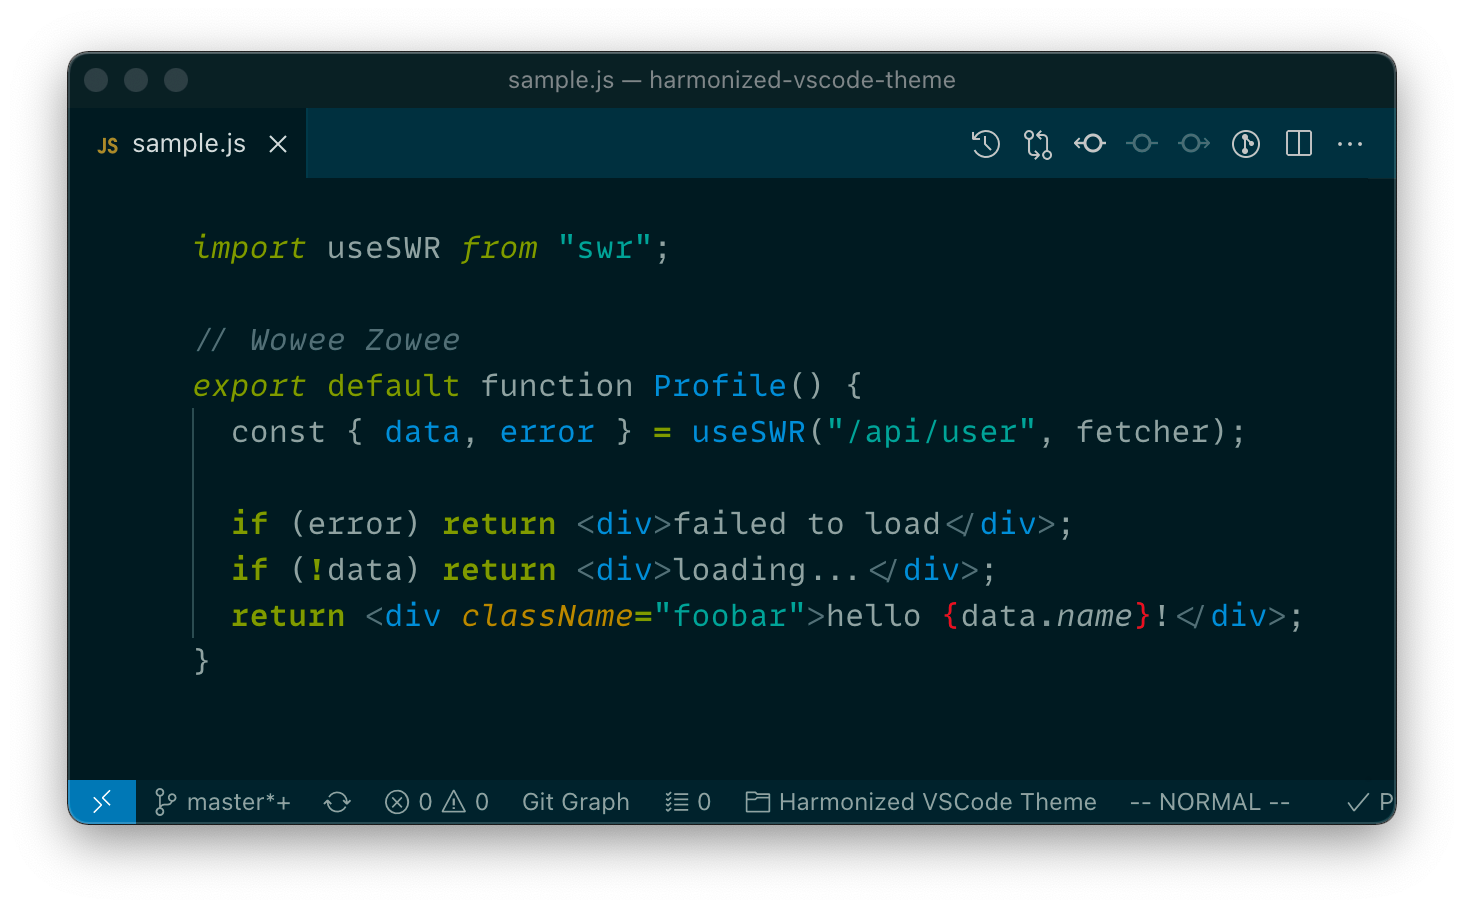 sample.js — harmonized-vscode-theme
JS sample.js
import useSWR from "swr";
// Wowee Zowee
export default function Profile() {
  const { data, error } = useSWR("/api/user", fetcher);
  if (error) return <div>failed to load</div>;
  if (!data) return <div>loading...</div>;
  return <div className="foobar">hello {data.name}!</div>;
}
master*+ 0 0 Git Graph 0 Harmonized VSCode Theme -- NORMAL -- P